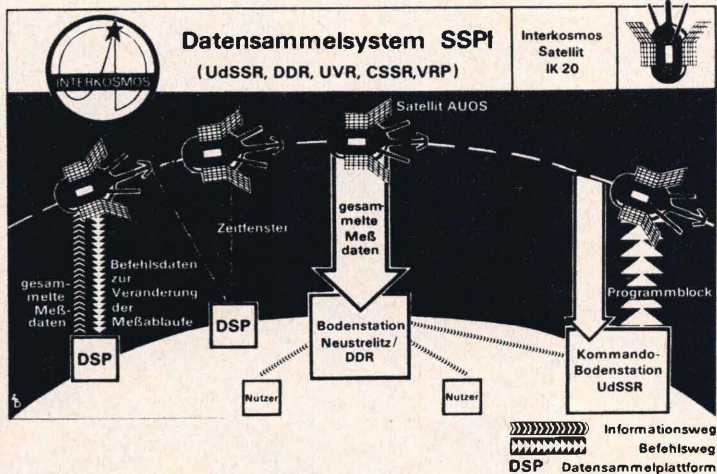 INTERKOSMOS
Datensammelsystem SSPI
(UdSSR, DDR, UVR, CSSR, VRP)
Interkosmos
Satellit
IK 20
Satellit AUOS
gesam-
melte
Meß
daten
Zeitfenster
gesam-
melte
Meß-
daten
Befehlsdaten
zur
Veränderung
der
Meßabläufe
Programmblock
DSP
DSP
Bodenstation
Neustrelitz/
DDR
Kommando-
Bodenstation
UdSSR
Nutzer
Nutzer
Informationsweg
Befehlsweg
DSP Datensammelplattform